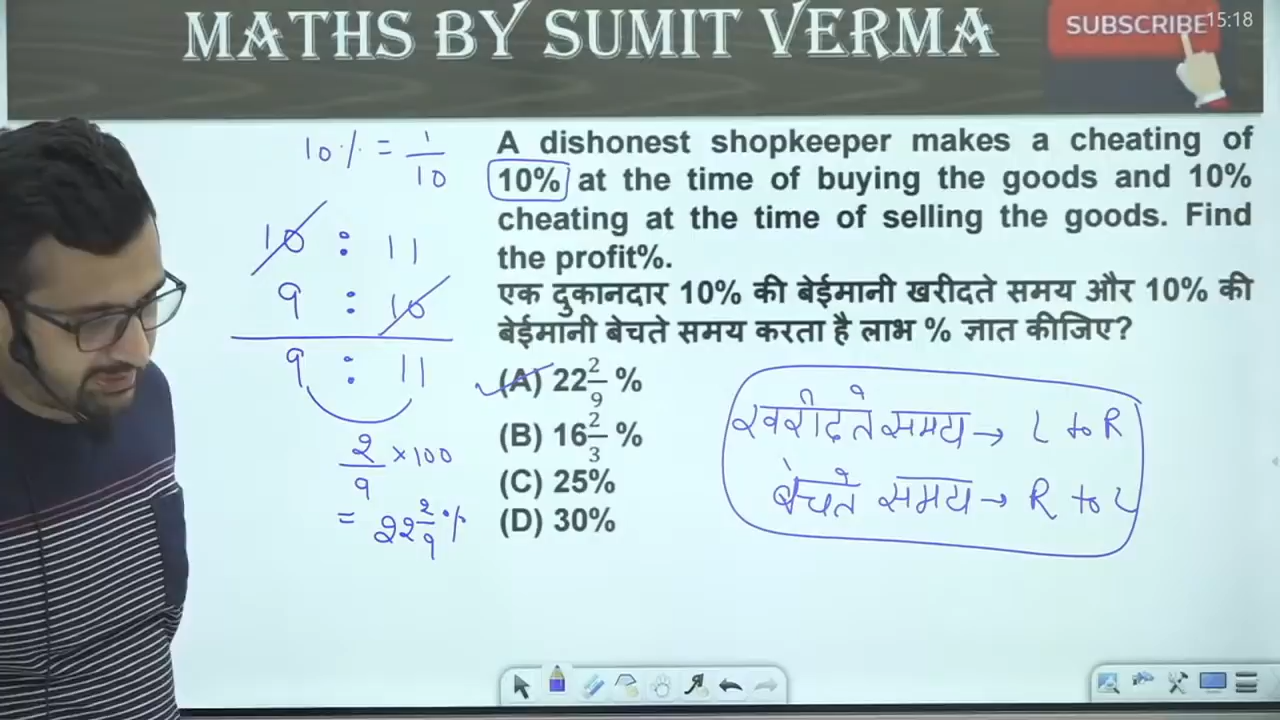 MATHS BY SUMIT VERMA
SUBSCRIBE
15:18
10% = 1/10
10 : 11
9 : 10
9 : 11
2/9 ×100
= 22 2/9 %
A dishonest shopkeeper makes a cheating of
10% at the time of buying the goods and 10%
cheating at the time of selling the goods. Find
the profit%.
एक दुकानदार 10% की बेईमानी खरीदते समय और 10% की
बेईमानी बेचते समय करता है लाभ % ज्ञात कीजिए?
(A) 22 2/9 %
(B) 16 2/3 %
(C) 25%
(D) 30%
खरीदते समय → L to R
बेचते समय → R to L